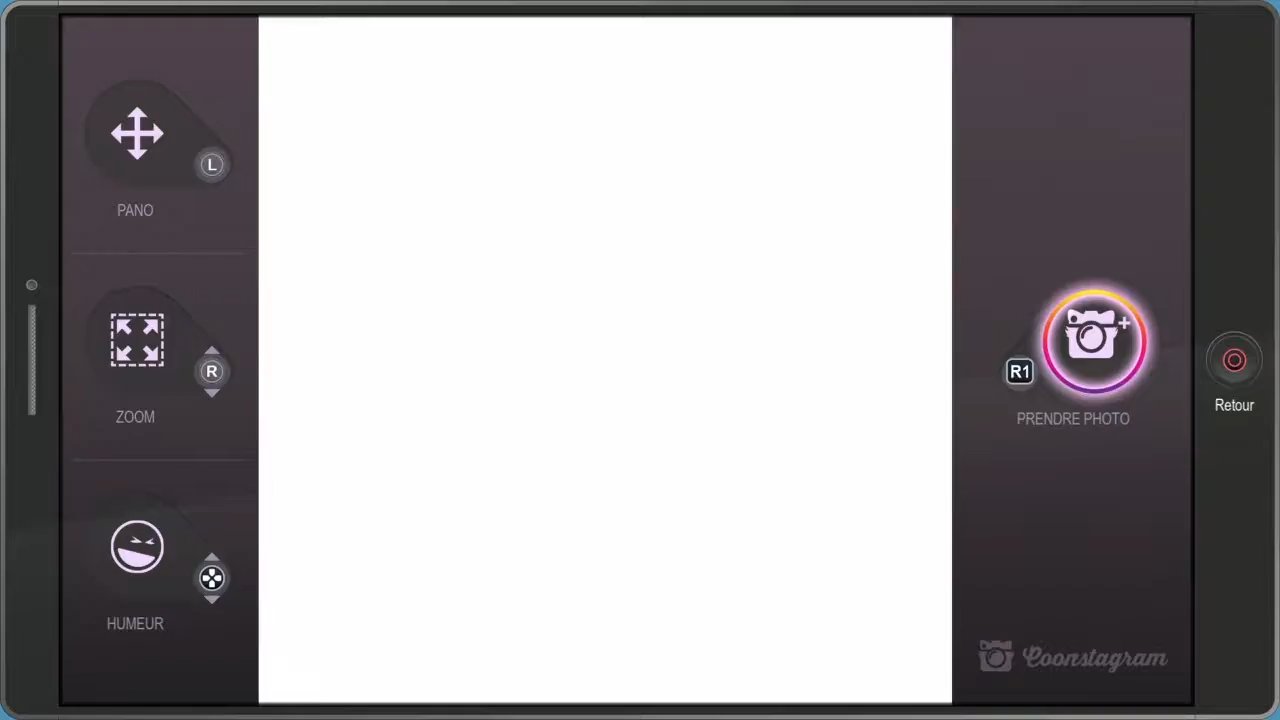 PANO
L
ZOOM
R
HUMEUR
R1
PRENDRE PHOTO
Retour
Coonstagram